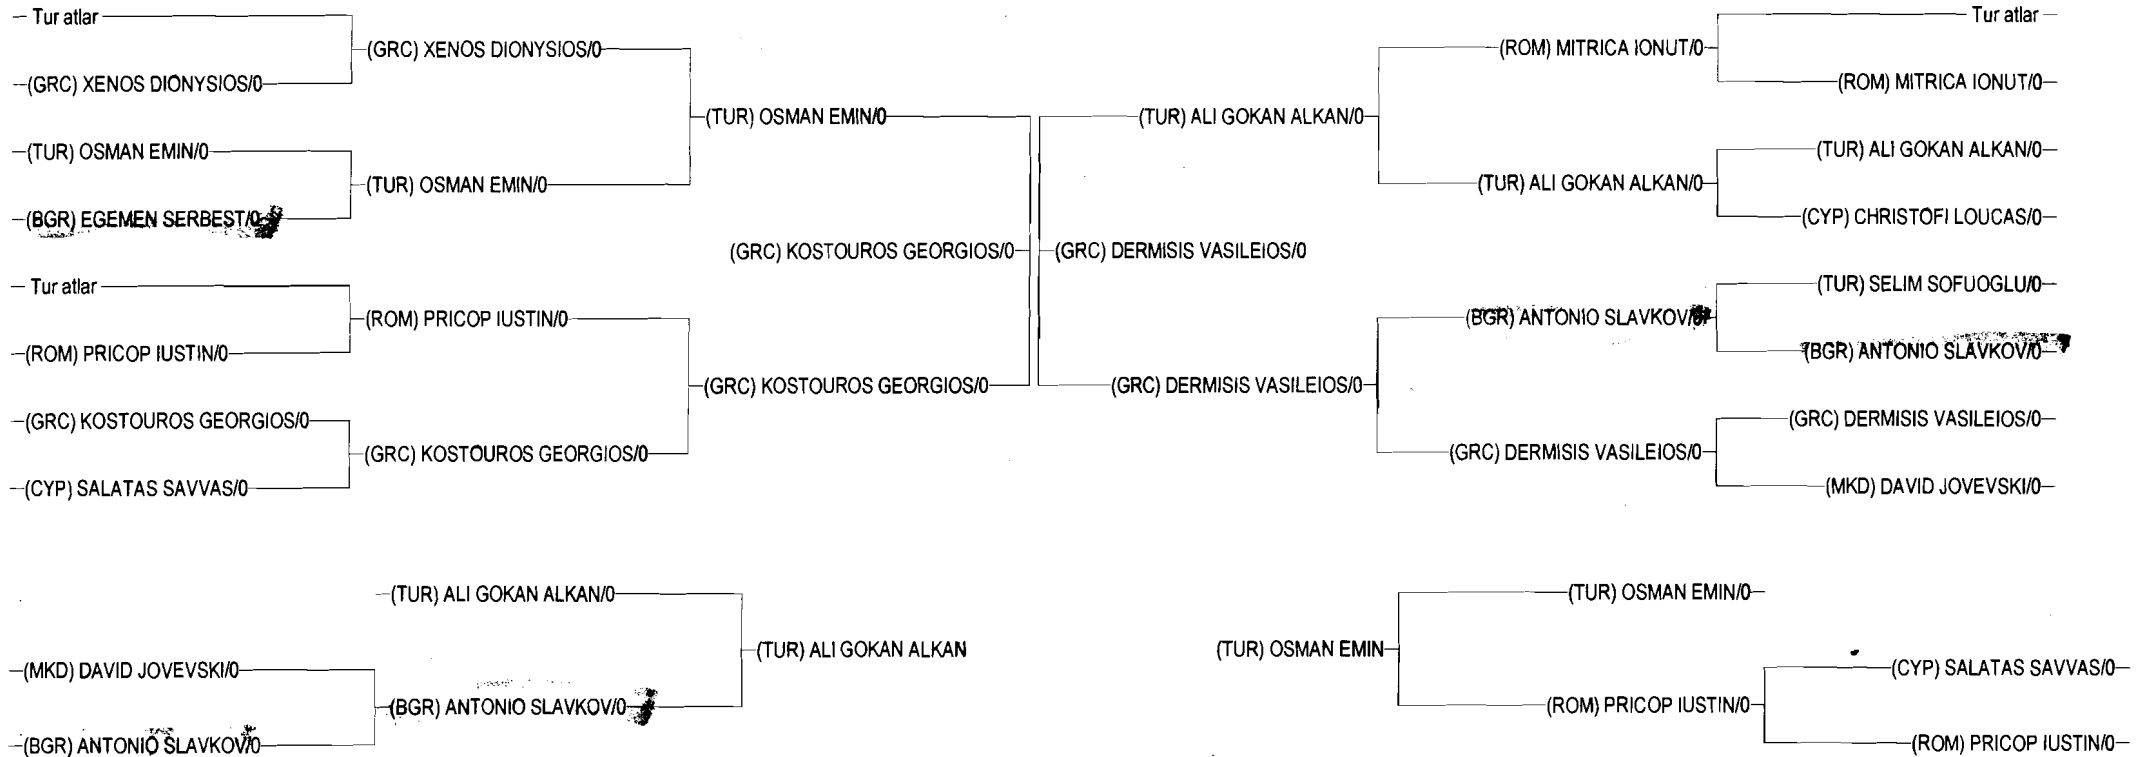 Tur atlar
(GRC) XENOS DIONYSIOS/0
(TUR) OSMAN EMIN/0
(BGR) EGEMEN SERBEST/0
Tur atlar
(ROM) PRICOP IUSTIN/0
(GRC) KOSTOUROS GEORGIOS/0
(CYP) SALATAS SAVVAS/0
(GRC) XENOS DIONYSIOS/0
(TUR) OSMAN EMIN/0
(ROM) PRICOP IUSTIN/0
(GRC) KOSTOUROS GEORGIOS/0
(TUR) OSMAN EMIN/0
(GRC) KOSTOUROS GEORGIOS/0
(GRC) KOSTOUROS GEORGIOS/0
(GRC) DERMISIS VASILEIOS/0
(TUR) ALI GOKAN ALKAN/0
(GRC) DERMISIS VASILEIOS/0
(ROM) MITRICA IONUT/0
(TUR) ALI GOKAN ALKAN/0
(BGR) ANTONIO SLAVKOV/0
(GRC) DERMISIS VASILEIOS/0
Tur atlar
(ROM) MITRICA IONUT/0
(TUR) ALI GOKAN ALKAN/0
(CYP) CHRISTOFI LOUCAS/0
(TUR) SELIM SOFUOGLU/0
(BGR) ANTONIO SLAVKOV/0
(GRC) DERMISIS VASILEIOS/0
(MKD) DAVID JOVEVSKI/0
(MKD) DAVID JOVEVSKI/0
(BGR) ANTONIO SLAVKOV/0
(TUR) ALI GOKAN ALKAN/0
(BGR) ANTONIO SLAVKOV/0
(TUR) ALI GOKAN ALKAN
(TUR) OSMAN EMIN
(TUR) OSMAN EMIN/0
(ROM) PRICOP IUSTIN/0
(CYP) SALATAS SAVVAS/0
(ROM) PRICOP IUSTIN/0